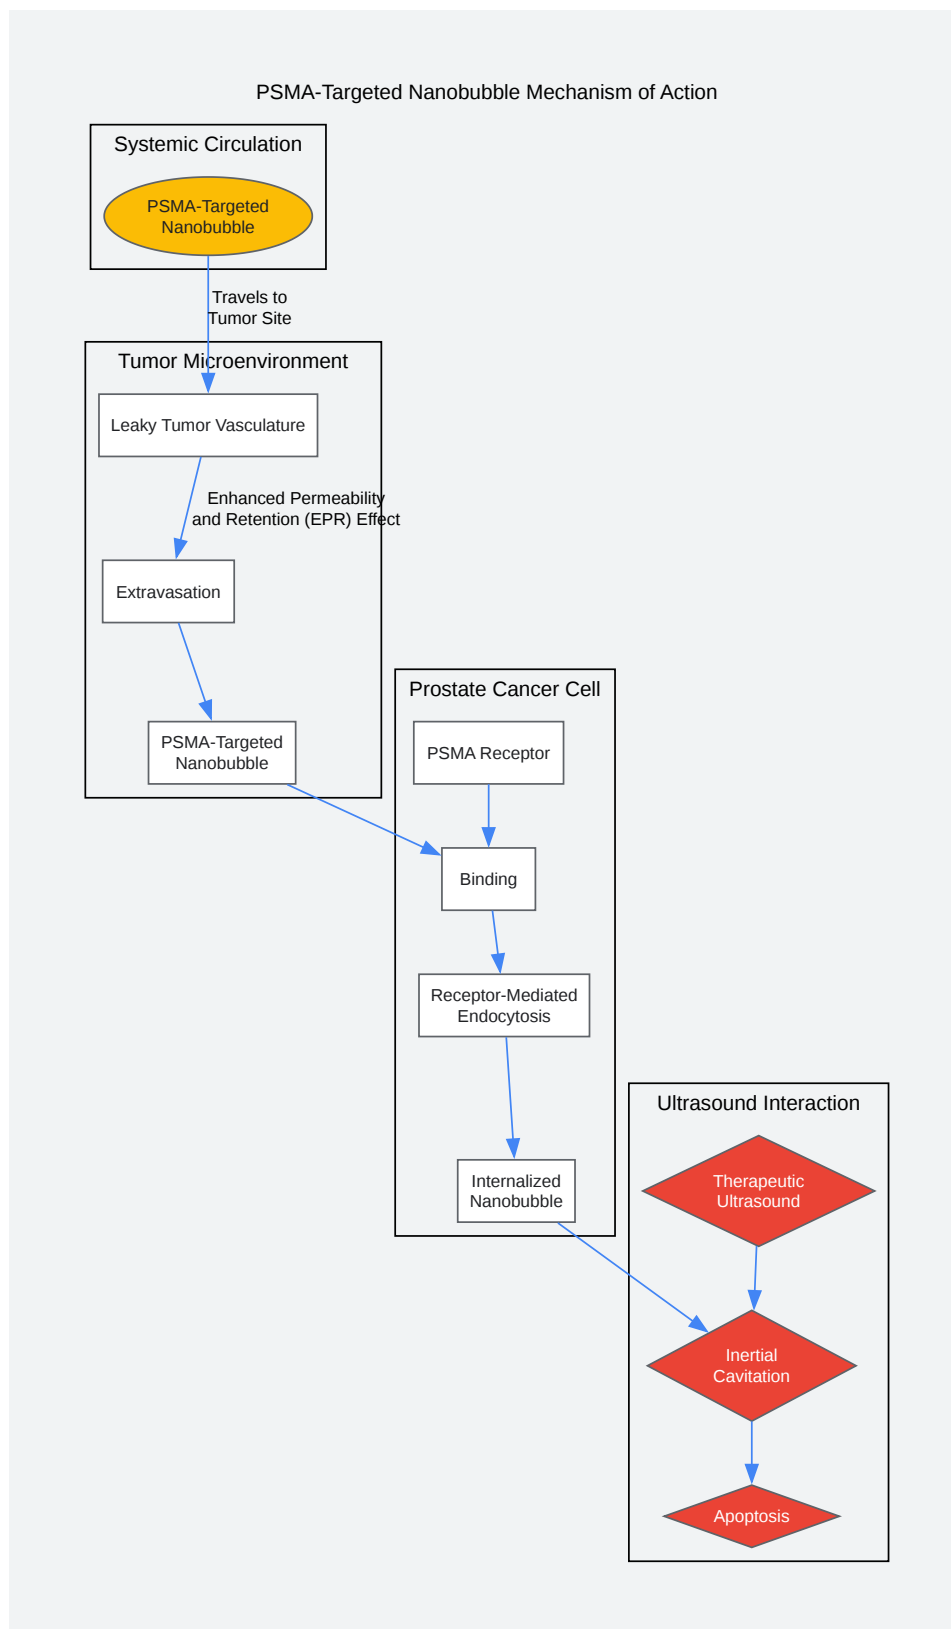 PSMA-Targeted Nanobubble Mechanism of Action
Systemic Circulation
PSMA-Targeted
Nanobubble
Travels to
Tumor Site
Tumor Microenvironment
Leaky Tumor Vasculature
Enhanced Permeability
and Retention (EPR) Effect
Extravasation
PSMA-Targeted
Nanobubble
Prostate Cancer Cell
PSMA Receptor
Binding
Receptor-Mediated
Endocytosis
Internalized
Nanobubble
Ultrasound Interaction
Therapeutic
Ultrasound
Inertial
Cavitation
Apoptosis